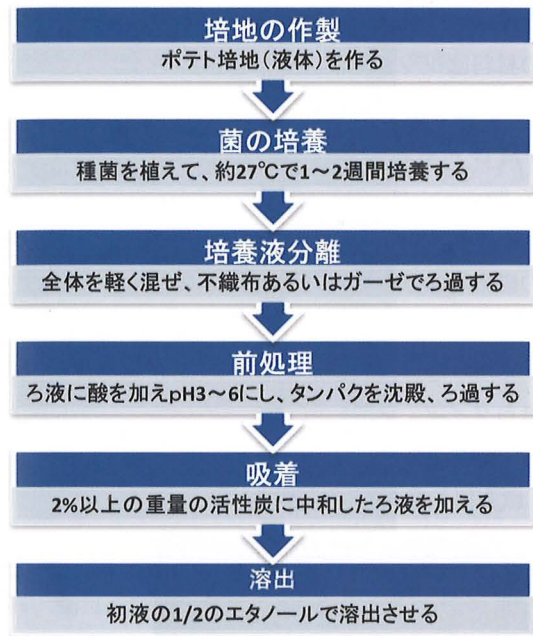 培地の作製
ポテト培地(液体)を作る
菌の培養
種菌を植えて、約27℃で1〜2週間培養する
培養液分離
全体を軽く混ぜ、不織布あるいはガーゼでろ過する
前処理
ろ液に酸を加えpH3〜6にし、タンパクを沈殿、ろ過する
吸着
2%以上の重量の活性炭に中和したろ液を加える
溶出
初液の1/2のエタノールで溶出させる